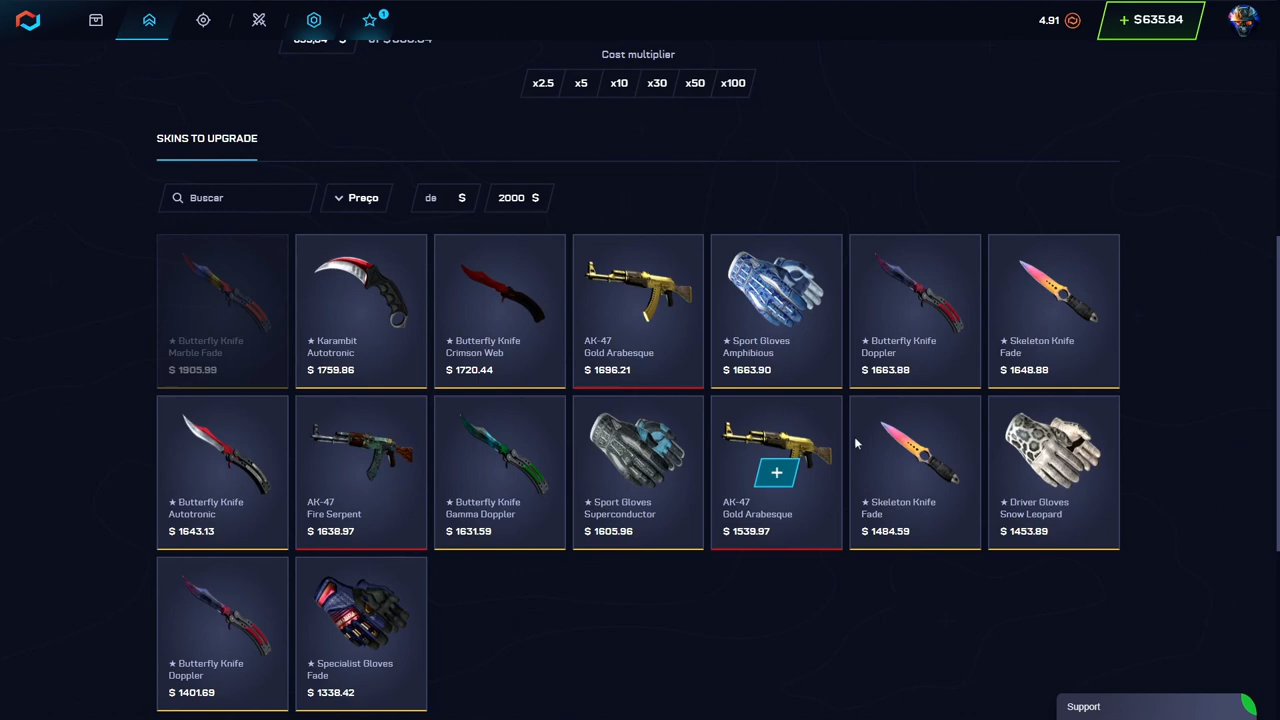 1
4.91
+ $635.84
Cost multiplier
x2.5 x5 x10 x30 x50 x100
SKINS TO UPGRADE
Buscar
Preço
de $
2000 $
★ Butterfly Knife
Marble Fade
$ 1905.99
★ Karambit
Autotronic
$ 1759.86
★ Butterfly Knife
Crimson Web
$ 1720.44
AK-47
Gold Arabesque
$ 1696.21
★ Sport Gloves
Amphibious
$ 1663.90
★ Butterfly Knife
Doppler
$ 1663.88
★ Skeleton Knife
Fade
$ 1648.88
★ Butterfly Knife
Autotronic
$ 1643.13
AK-47
Fire Serpent
$ 1638.97
★ Butterfly Knife
Gamma Doppler
$ 1631.59
★ Sport Gloves
Superconductor
$ 1605.96
+
AK-47
Gold Arabesque
$ 1539.97
★ Skeleton Knife
Fade
$ 1484.59
★ Driver Gloves
Snow Leopard
$ 1453.89
★ Butterfly Knife
Doppler
$ 1401.69
★ Specialist Gloves
Fade
$ 1338.42
Support